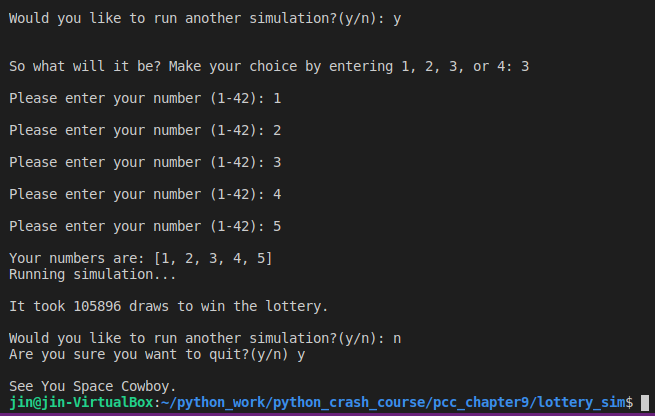 Would you like to run another simulation?(y/n): y
So what will it be? Make your choice by entering 1, 2, 3, or 4: 3
Please enter your number (1-42): 1
Please enter your number (1-42): 2
Please enter your number (1-42): 3
Please enter your number (1-42): 4
Please enter your number (1-42): 5
Your numbers are: [1, 2, 3, 4, 5]
Running simulation...
It took 105896 draws to win the lottery.
Would you like to run another simulation?(y/n): n
Are you sure you want to quit?(y/n) y
See You Space Cowboy.
jin@jin-VirtualBox:~/python_work/python_crash_course/pcc_chapter9/lottery_sim$